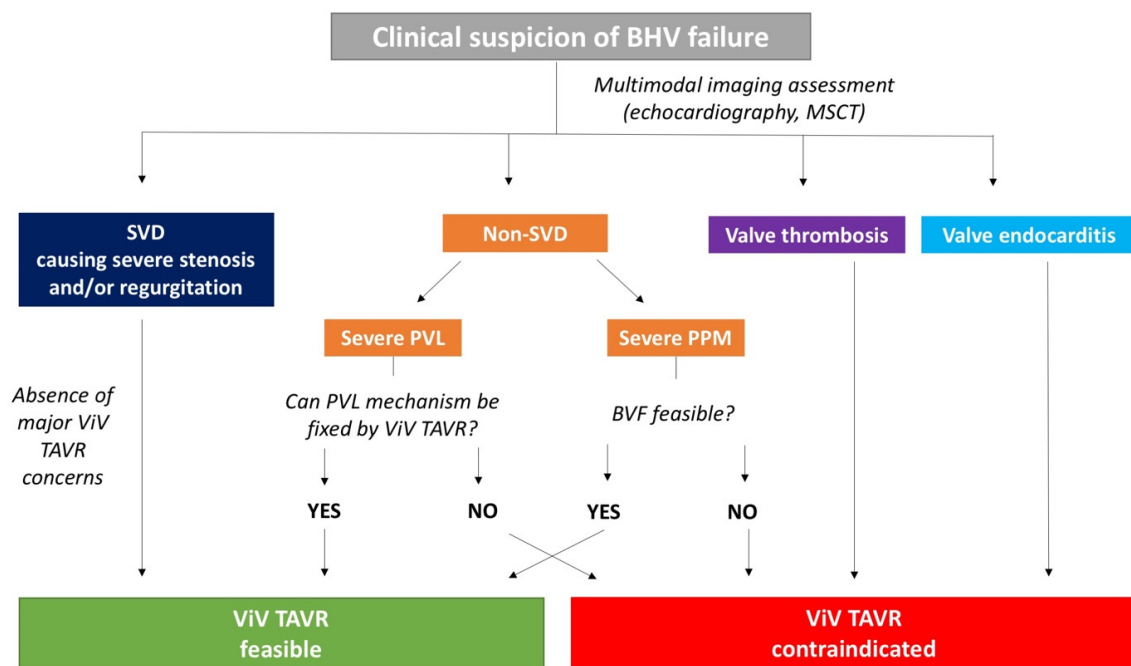 Clinical suspicion of BHV failure
Multimodal imaging assessment
(echocardiography, MSCT)
SVD
causing severe stenosis
and/or regurgitation
Non-SVD
Valve thrombosis
Valve endocarditis
Severe PVL
Severe PPM
Absence of
major ViV
TAVR
concerns
Can PVL mechanism be
fixed by ViV TAVR?
BVF feasible?
YES
NO
YES
NO
ViV TAVR
feasible
ViV TAVR
contraindicated